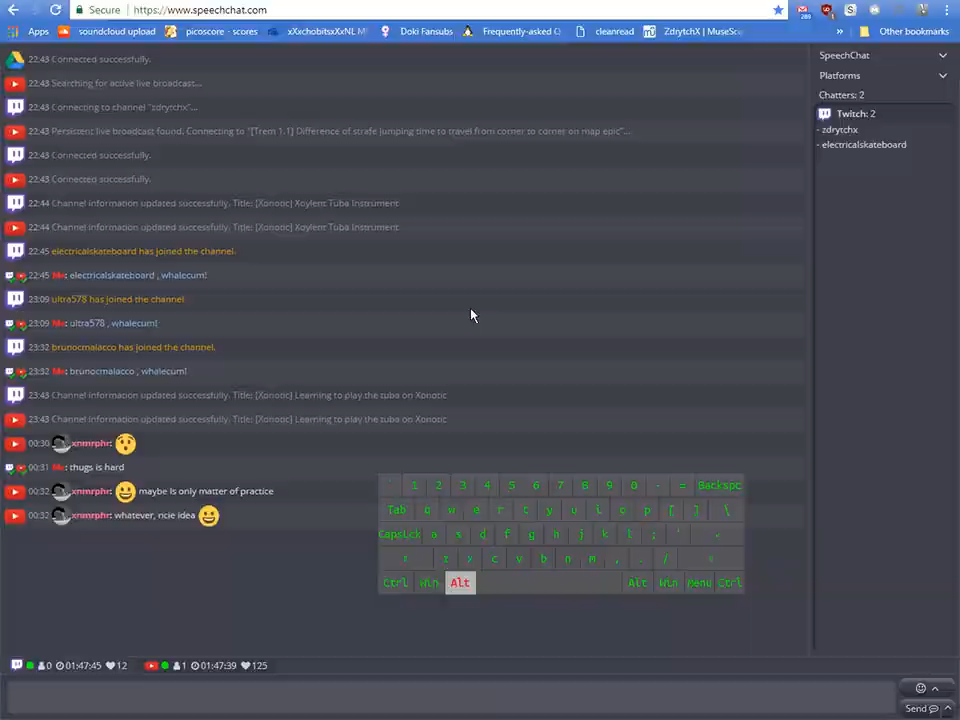 Secure | https://www.speechchat.com
Apps soundcloud upload picoscore - scores xXxchobitsxXxNL M Doki Fansubs Frequently-asked Q cleanread ZdrytchX | MuseSc » Other bookmarks
22:43 Connected successfully.
22:43 Searching for active live broadcast...
22:43 Connecting to channel "zdrytchx"...
22:43 Persistent live broadcast found. Connecting to "[Trem 1.1] Difference of strafe jumping time to travel from corner to corner on map epic"...
22:43 Connected successfully.
22:43 Connected successfully.
22:44 Channel information updated successfully. Title: [Xonotic] Xoylent Tuba Instrument
22:44 Channel information updated successfully. Title: [Xonotic] Xoylent Tuba Instrument
22:45 electricalskateboard has joined the channel.
22:45 Me: electricalskateboard , whalecum!
23:09 ultra578 has joined the channel
23:09 Me: ultra578 , whalecum!
23:32 brunocmalacco has joined the channel.
23:32 Me: brunocmalacco , whalecum!
23:43 Channel information updated successfully. Title: [Xonotic] Learning to play the tuba on Xonotic
23:43 Channel information updated successfully. Title: [Xonotic] Learning to play the tuba on Xonotic
00:30 xnmrphr:
00:31 Me: thugs is hard
00:32 xnmrphr: maybe Is only matter of practice
00:32 xnmrphr: whatever, ncie idea
SpeechChat
Platforms
Chatters: 2
Twitch: 2
- zdrytchx
- electricalskateboard
` 1 2 3 4 5 6 7 8 9 0 - = Backspc
Tab q w e r t y u i o p [ ] \
CapsLck a s d f g h j k l ; '
z x c v b n m , . /
Ctrl Win Alt Alt Win Menu Ctrl
0 01:47:45 12 1 01:47:39 125
Send